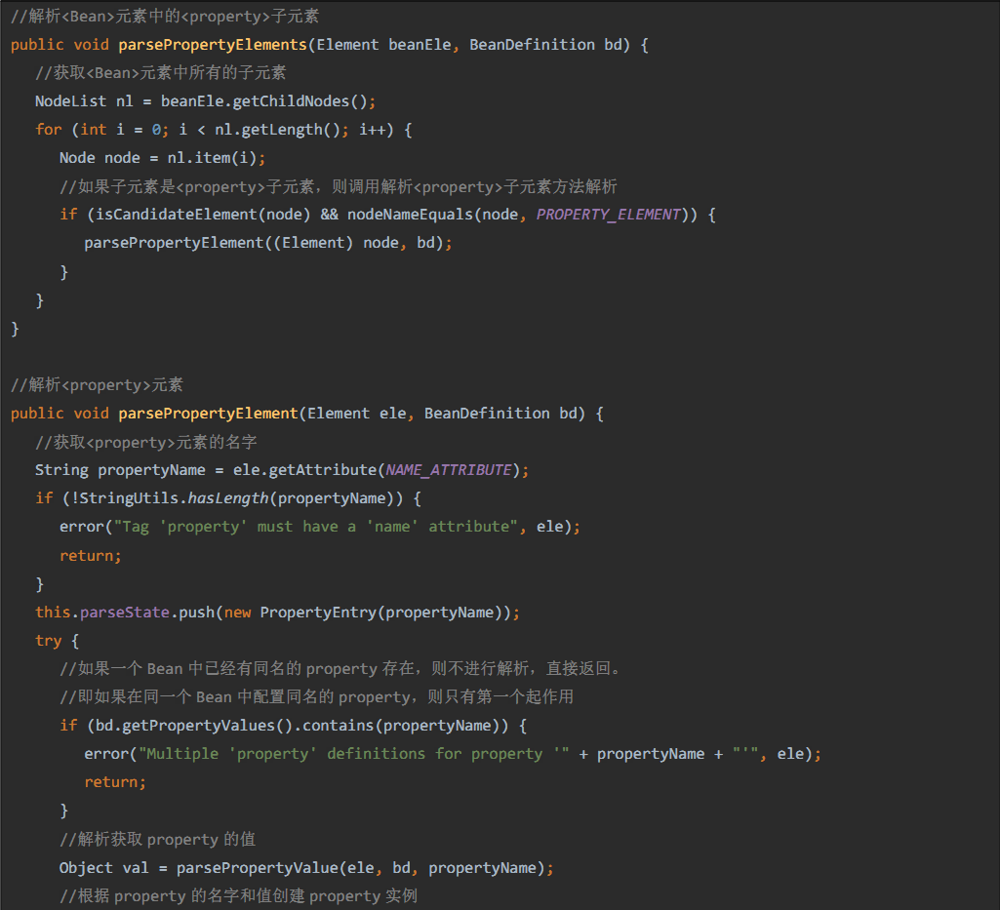 //解析<Bean>元素中的<property>子元素
public void parsePropertyElements(Element beanEle, BeanDefinition bd) {
//获取<Bean>元素中所有的子元素
NodeList nl = beanEle.getChildNodes();
for (int i = 0; i < nl.getLength(); i++) {
Node node = nl.item(i);
//如果子元素是<property>子元素，则调用解析<property>子元素方法解析
if (isCandidateElement(node) && nodeNameEquals(node, PROPERTY_ELEMENT)) {
parsePropertyElement((Element) node, bd);
}
}
}
//解析<property>元素
public void parsePropertyElement(Element ele, BeanDefinition bd) {
//获取<property>元素的名字
String propertyName = ele.getAttribute(NAME_ATTRIBUTE);
if (!StringUtils.hasLength(propertyName)) {
error("Tag 'property' must have a 'name' attribute", ele);
return;
}
this.parseState.push(new PropertyEntry(propertyName));
try {
//如果一个 Bean 中已经有同名的 property 存在，则不进行解析，直接返回。
//即如果在同一个 Bean 中配置同名的 property，则只有第一个起作用
if (bd.getPropertyValues().contains(propertyName)) {
error("Multiple 'property' definitions for property '" + propertyName + "'", ele);
return;
}
//解析获取 property 的值
Object val = parsePropertyValue(ele, bd, propertyName);
//根据 property 的名字和值创建 property 实例